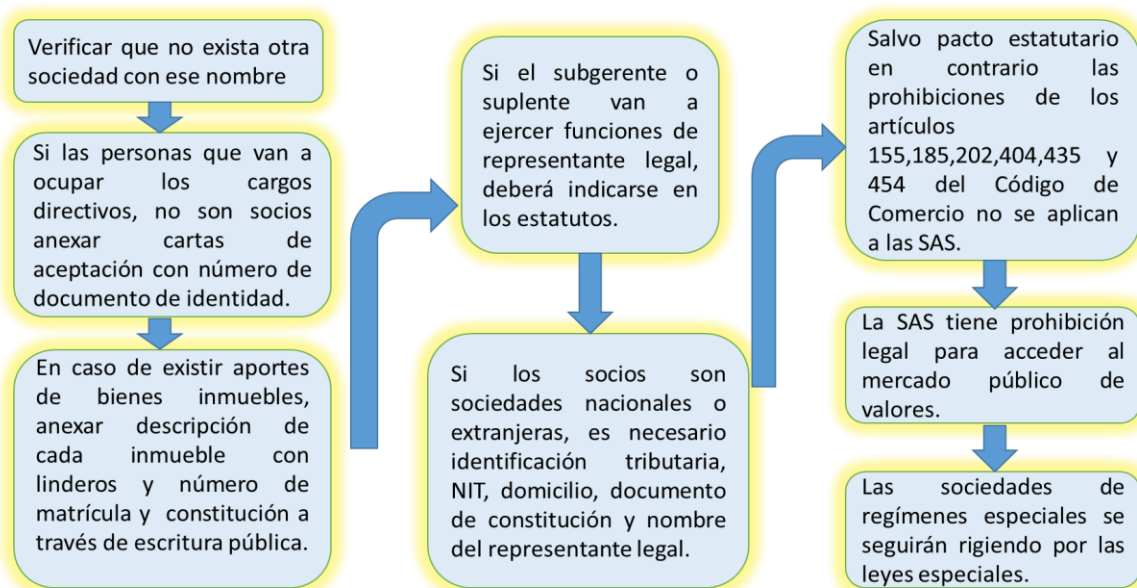 Verificar que no exista otra
sociedad con ese nombre
Si las personas que van a
ocupar los cargos
directivos, no son socios
anexar cartas de
aceptación con número de
documento de identidad.
En caso de existir aportes
de bienes inmuebles,
anexar descripción de
cada inmueble con
linderos y número de
matrícula y constitución a
través de escritura pública.
Si el subgerente o
suplente van a
ejercer funciones de
representante legal,
deberá indicarse en
los estatutos.
Si los socios son
sociedades nacionales o
extranjeras, es necesario
identificación tributaria,
NIT, domicilio, documento
de constitución y nombre
del representante legal.
Salvo pacto estatutario
en contrario las
prohibiciones de los
artículos
155,185,202,404,435 y
454 del Código de
Comercio no se aplican
a las SAS.
La SAS tiene prohibición
legal para acceder al
mercado público de
valores.
Las sociedades de
regímenes especiales se
seguirán rigiendo por las
leyes especiales.